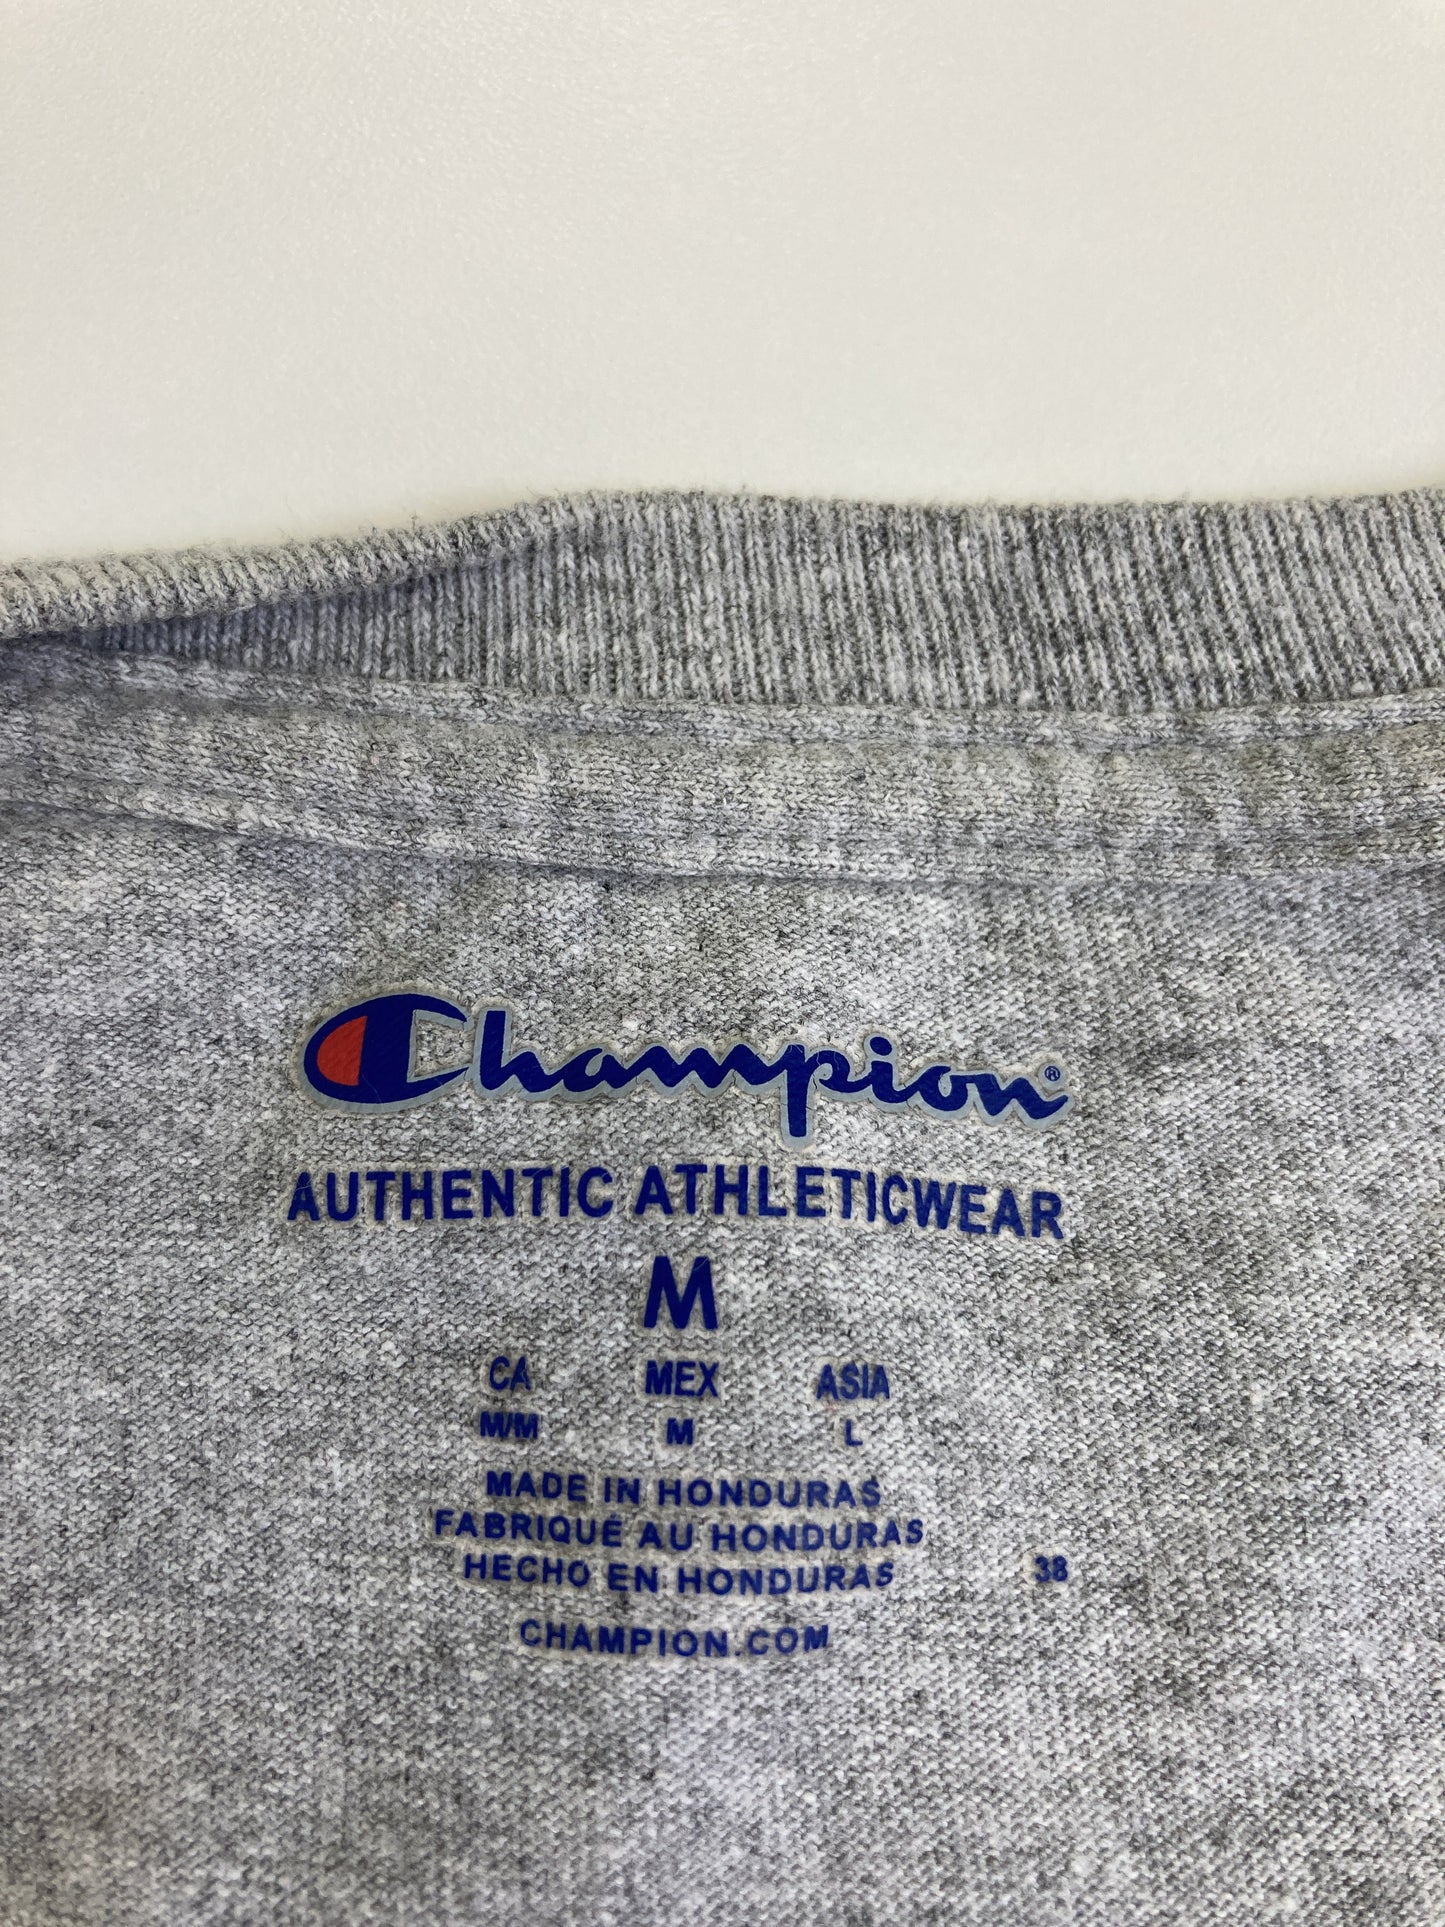 Champion®
AUTHENTIC ATHLETICWEAR
M
CA MEX ASIA
M/M M L
MADE IN HONDURAS
FABRIQUÉ AU HONDURAS
HECHO EN HONDURAS 38
CHAMPION.COM